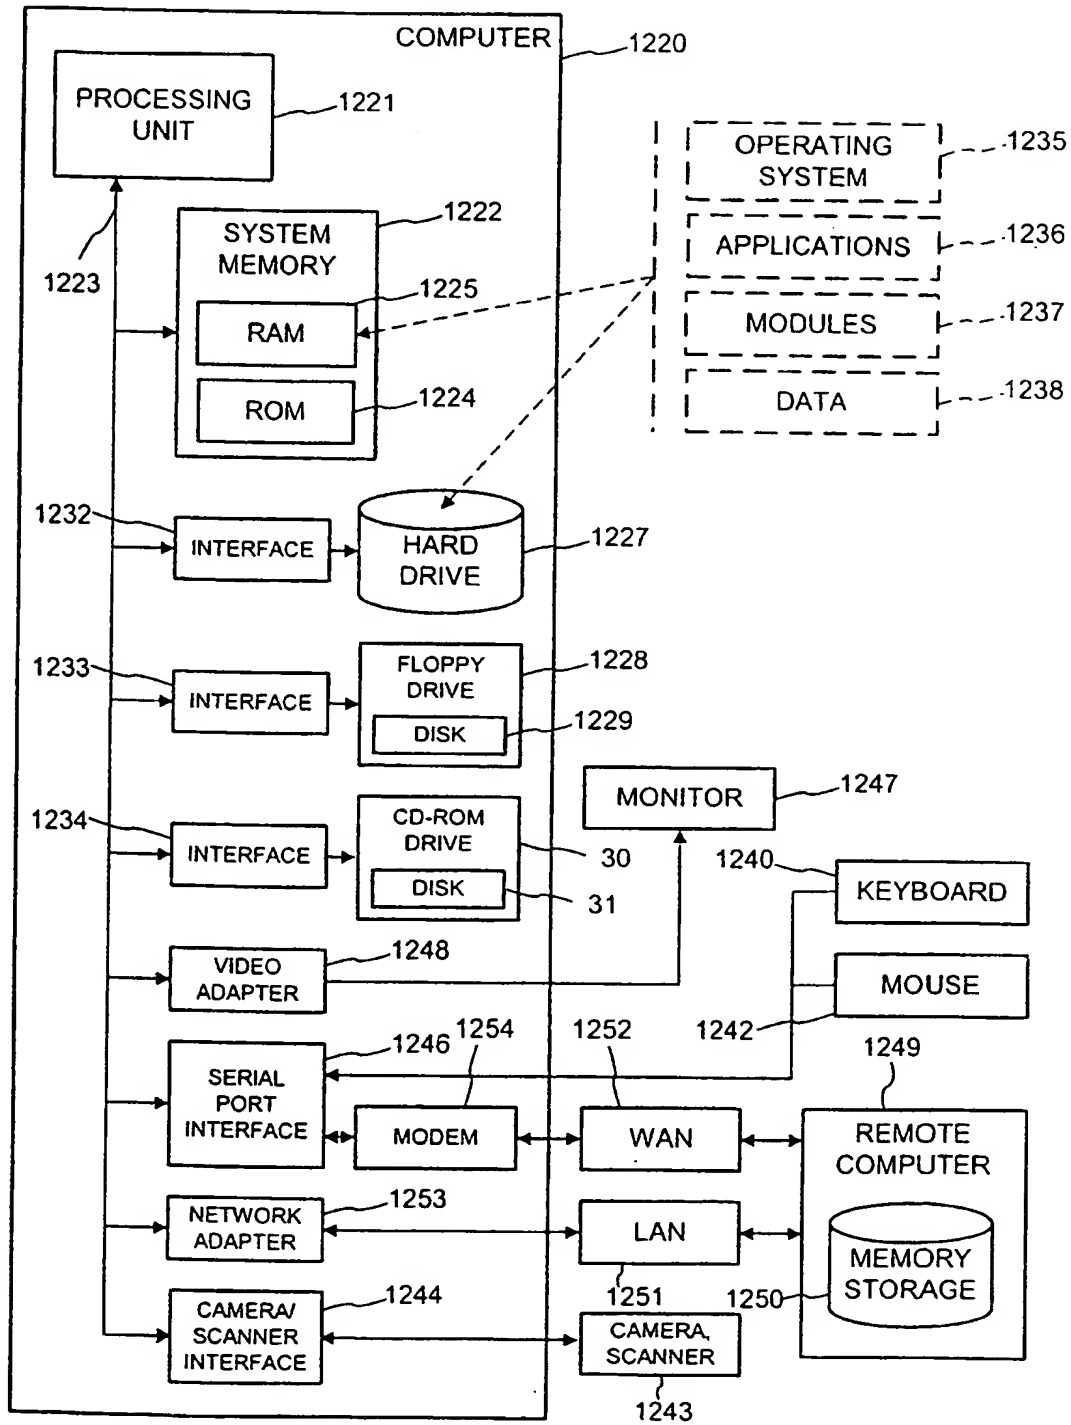 COMPUTER
1220
PROCESSING
UNIT
1221
1223
SYSTEM
MEMORY
1222
RAM
1225
ROM
1224
OPERATING
SYSTEM
1235
APPLICATIONS
1236
MODULES
1237
DATA
1238
1232
INTERFACE
HARD
DRIVE
1227
1233
INTERFACE
FLOPPY
DRIVE
1228
DISK
1229
1234
INTERFACE
CD-ROM
DRIVE
30
DISK
31
MONITOR
1247
1240
KEYBOARD
MOUSE
1242
VIDEO
ADAPTER
1248
SERIAL
PORT
INTERFACE
1246
1254
MODEM
1252
WAN
1249
REMOTE
COMPUTER
MEMORY
STORAGE
1250
NETWORK
ADAPTER
1253
LAN
1251
CAMERA/
SCANNER
INTERFACE
1244
CAMERA,
SCANNER
1243